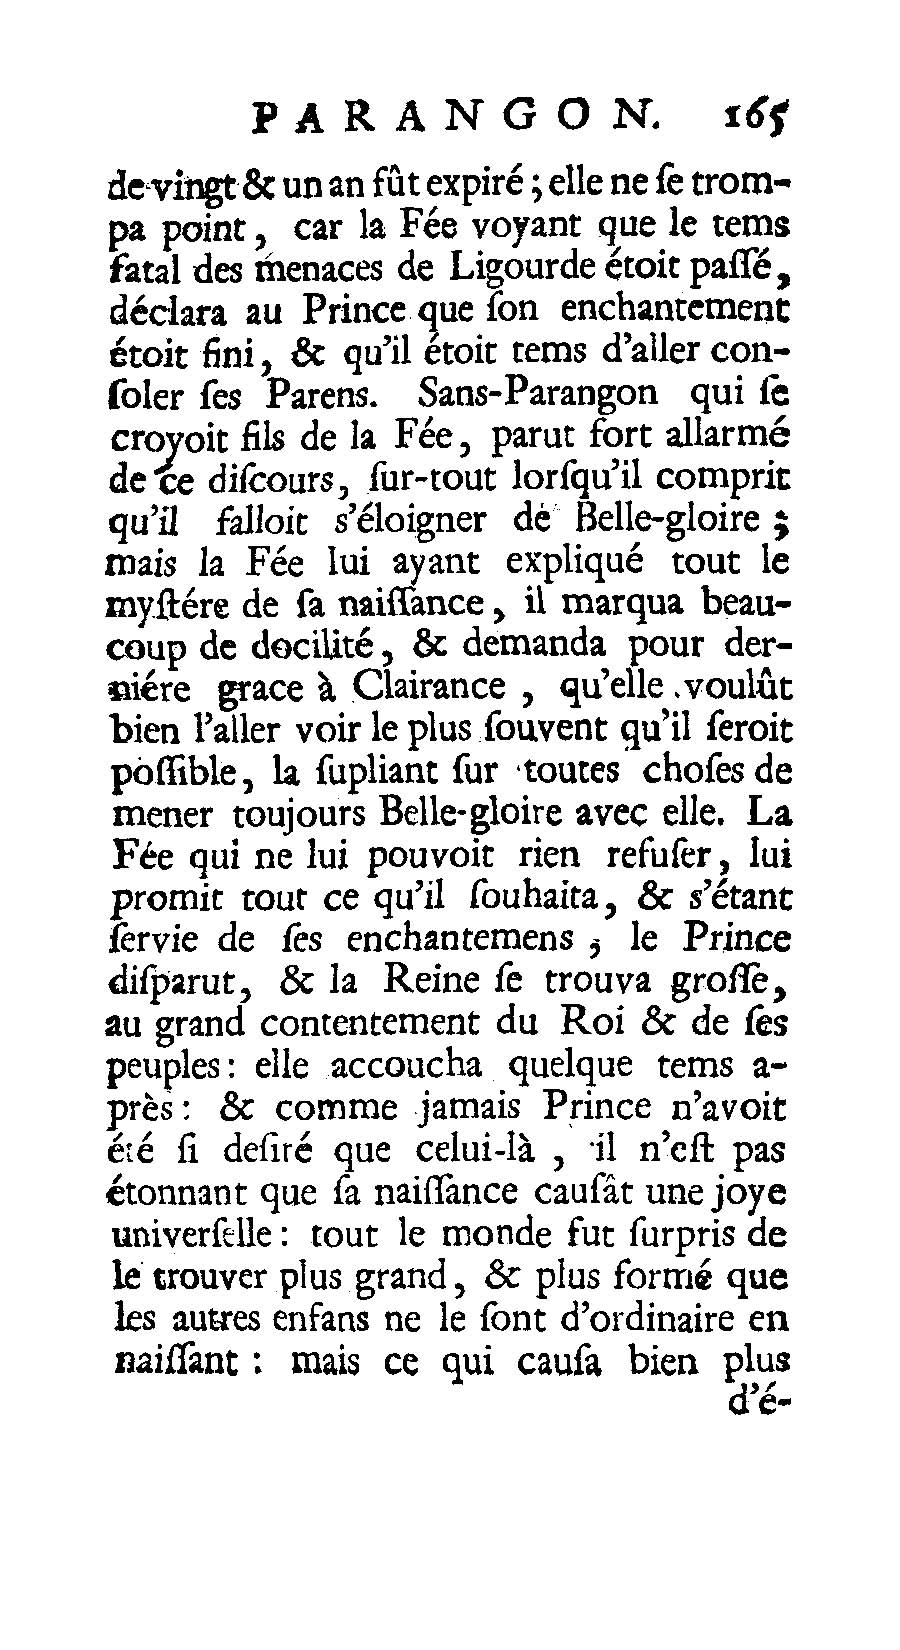 PARANGON. 165
de vingt & un an fût expiré ; elle ne ſe trom-
pa point , car la Fée voyant que le tems
fatal des menaces de Ligourde étoit paſſé,
déclara au Prince que ſon enchantement
étoit fini, & qu’il étoit tems d’aller con-
ſoler ſes Parens. Sans-Parangon qui ſe
croyoit fils de la Fée, parut fort allarmé
de ce diſcours, ſur-tout lorſqu’il comprit
qu’il falloit s’éloigner de Belle-gloire ;
mais la Fée lui ayant expliqué tout le
myſtére de ſa naiſſance, il marqua beau-
coup de docilité, & demanda pour der-
niére grace à Clairance , qu’elle voulût
bien l’aller voir le plus ſouvent qu’il ſeroit
poſſible, la ſupliant ſur toutes choſes de
mener toujours Belle-gloire avec elle. La
Fée qui ne lui pouvoit rien refuſer, lui
promit tout ce qu’il ſouhaita, & s’étant
ſervie de ſes enchantemens , le Prince
diſparut, & la Reine ſe trouva groſſe,
au grand contentement du Roi & de ſes
peuples : elle accoucha quelque tems a-
près : & comme jamais Prince n’avoit
été ſi deſiré que celui-là , il n’eſt pas
étonnant que ſa naiſſance cauſât une joye
univerſelle : tout le monde fut ſurpris de
le trouver plus grand, & plus formé que
les autres enfans ne le ſont d’ordinaire en
naiſſant : mais ce qui cauſa bien plus
d’é-